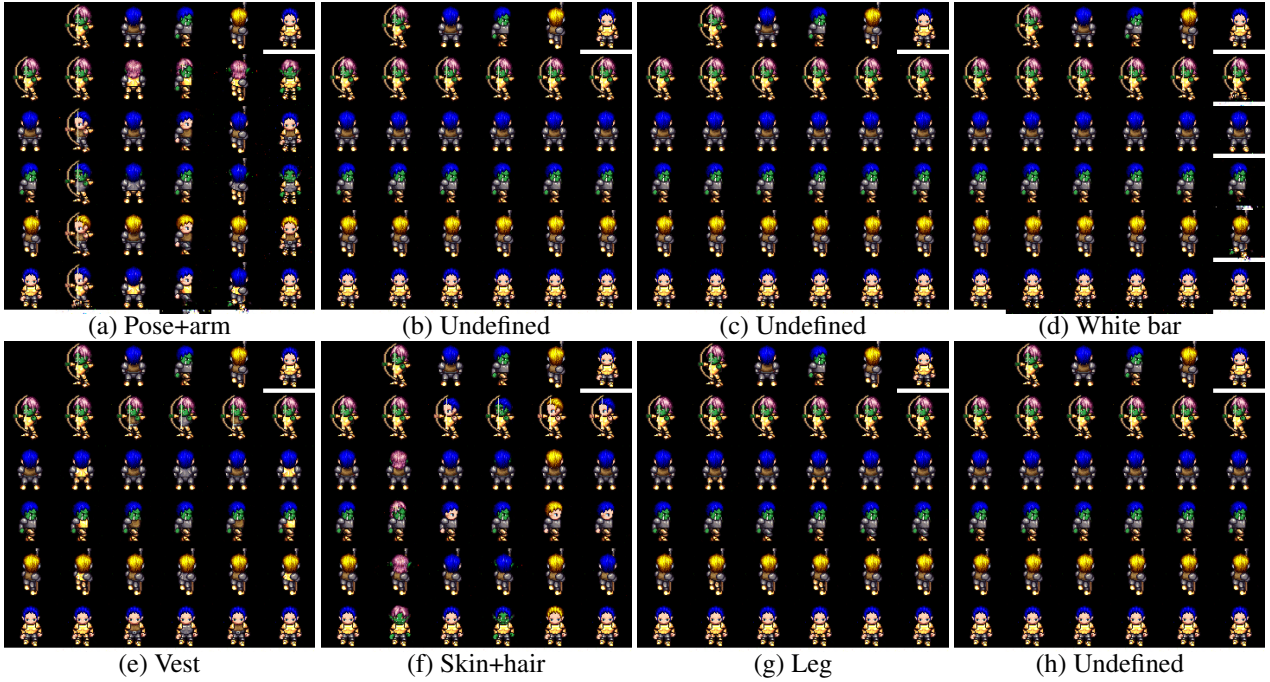 (a) Pose+arm
(b) Undefined
(c) Undefined
(d) White bar
(e) Vest
(f) Skin+hair
(g) Leg
(h) Undefined